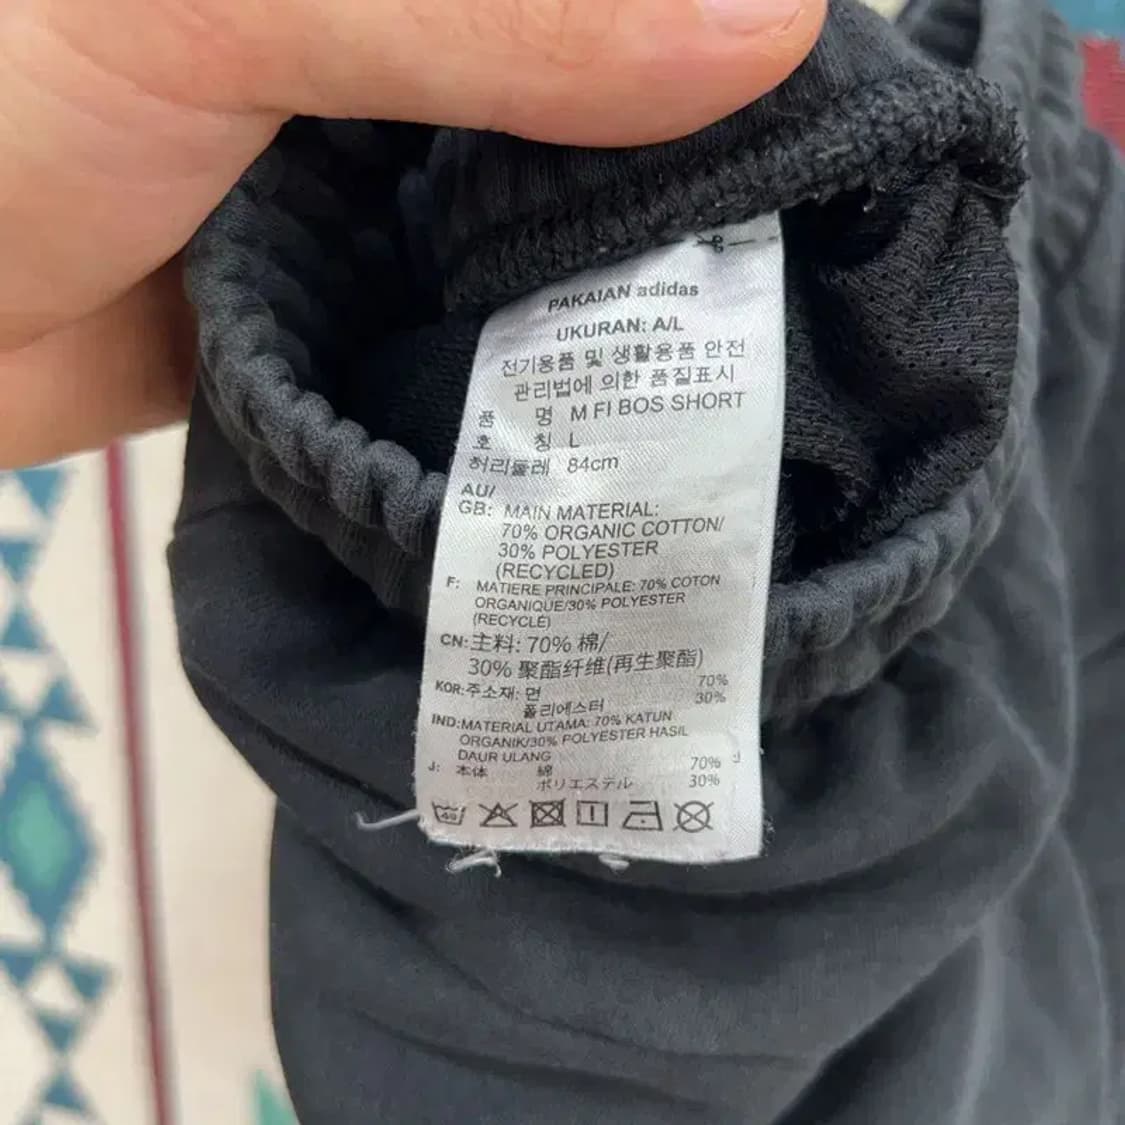 PAKAIAN adidas
UKURAN: A/L
전기용품 및 생활용품 안전
관리법에 의한 품질표시
품 명 M FI BOS SHORT
호 칭 L
허리둘레 84cm
AU/
GB: MAIN MATERIAL:
70% ORGANIC COTTON/
30% POLYESTER
(RECYCLED)
F: MATIERE PRINCIPALE: 70% COTON
ORGANIQUE/30% POLYESTER
(RECYCLÉ)
CN: 主料: 70% 棉/
30% 聚酯纤维(再生聚酯)
KOR: 주소재: 면 70%
폴리에스터 30%
IND: MATERIAL UTAMA: 70% KATUN
ORGANIK/30% POLYESTER HASIL
DAUR ULANG
J: 本体 綿 70%
ポリエステル 30%